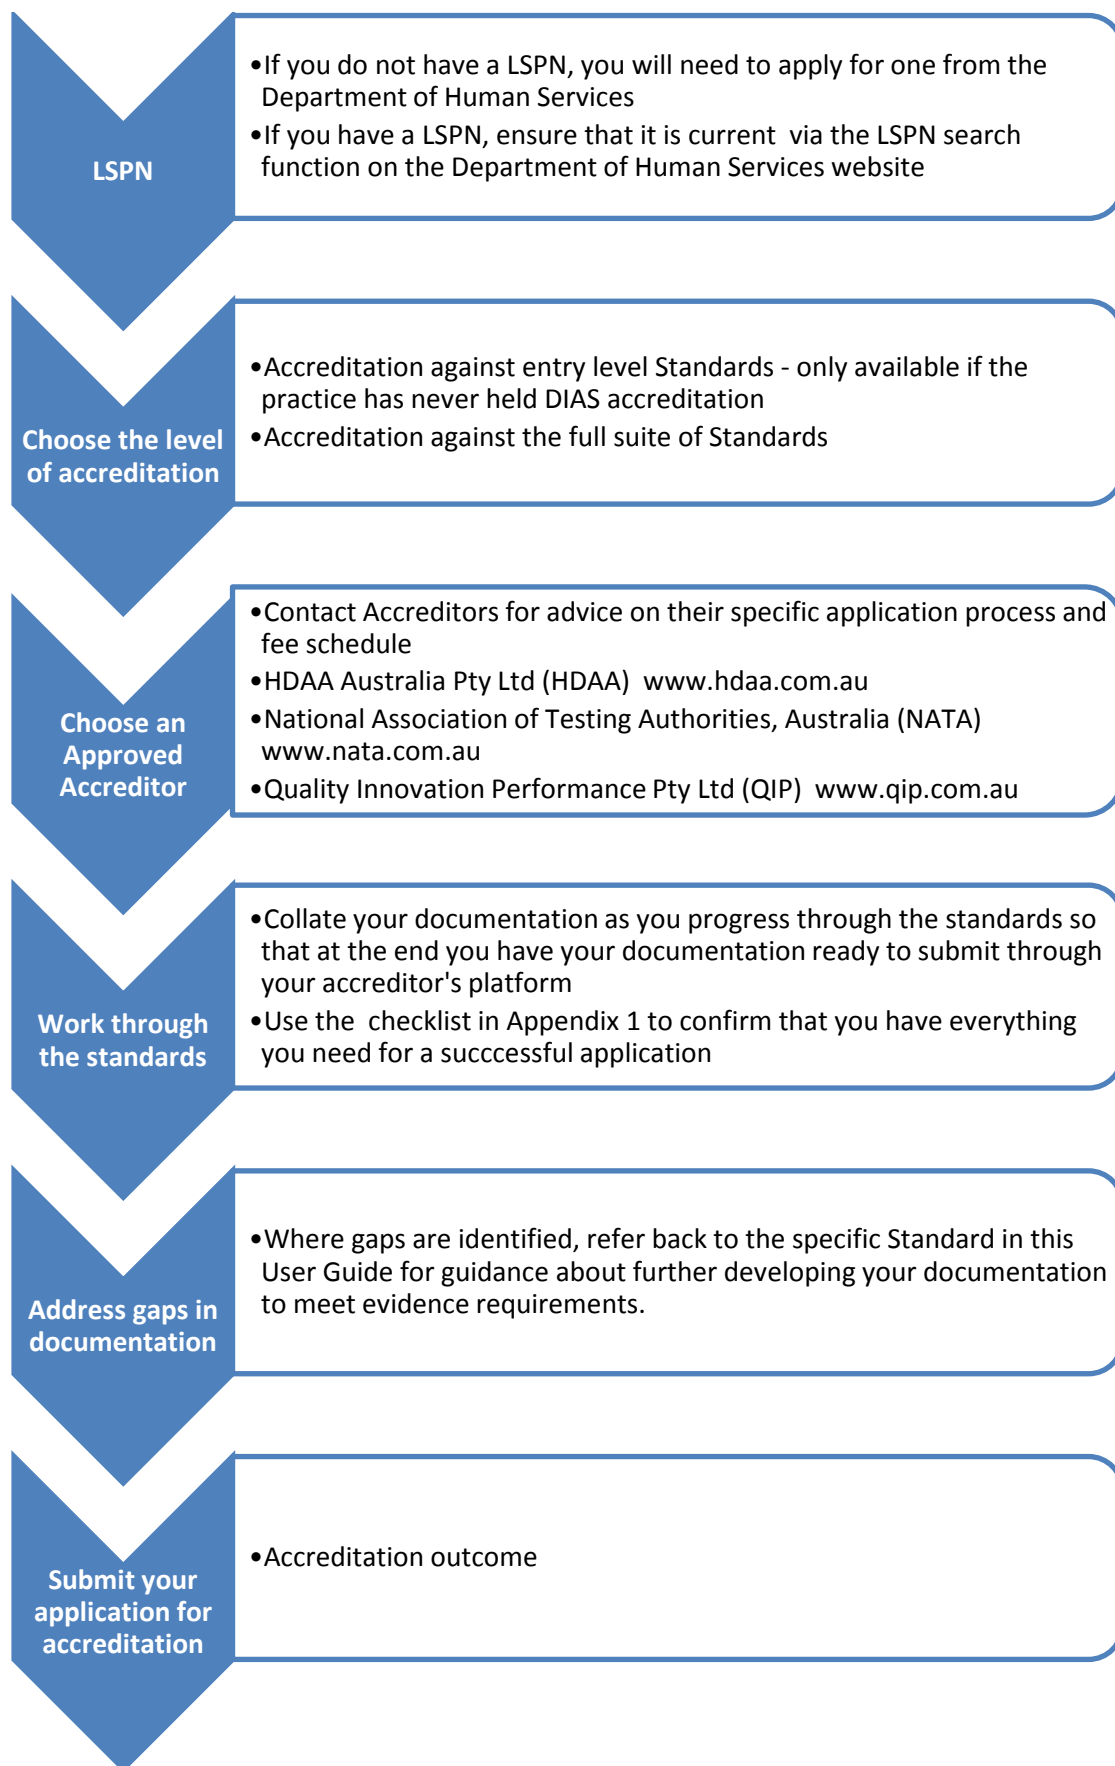 LSPN
•If you do not have a LSPN, you will need to apply for one from the
Department of Human Services
•If you have a LSPN, ensure that it is current  via the LSPN search
function on the Department of Human Services website
Choose the level
of accreditation
•Accreditation against entry level Standards - only available if the
practice has never held DIAS accreditation
•Accreditation against the full suite of Standards
Choose an
Approved
Accreditor
•Contact Accreditors for advice on their specific application process and
fee schedule
•HDAA Australia Pty Ltd (HDAA)  www.hdaa.com.au
•National Association of Testing Authorities, Australia (NATA)
www.nata.com.au
•Quality Innovation Performance Pty Ltd (QIP)  www.qip.com.au
Work through
the standards
•Collate your documentation as you progress through the standards so
that at the end you have your documentation ready to submit through
your accreditor's platform
•Use the  checklist in Appendix 1 to confirm that you have everything
you need for a succcessful application
Address gaps in
documentation
•Where gaps are identified, refer back to the specific Standard in this
User Guide for guidance about further developing your documentation
to meet evidence requirements.
Submit your
application for
accreditation
•Accreditation outcome